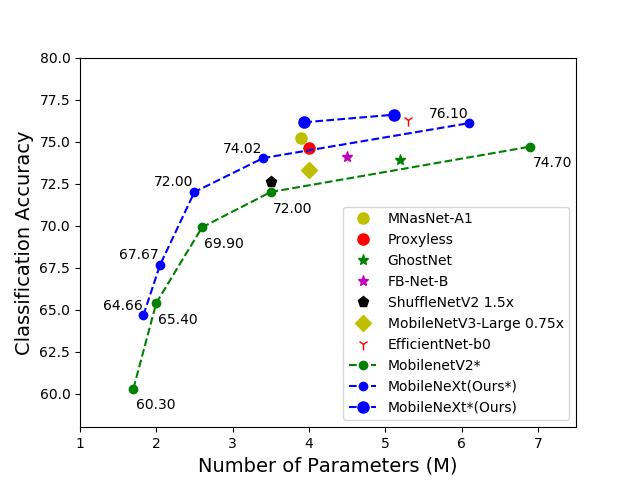 80.0
77.5
75.0
72.5
70.0
67.5
65.0
62.5
60.0
Classification Accuracy
76.10
74.02
74.70
72.00
72.00
69.90
67.67
64.66
65.40
60.30
MNasNet-A1
Proxyless
GhostNet
FB-Net-B
ShuffleNetV2 1.5x
MobileNetV3-Large 0.75x
EfficientNet-b0
MobilenetV2*
MobileNeXt(Ours*)
MobileNeXt*(Ours)
1 2 3 4 5 6 7
Number of Parameters (M)